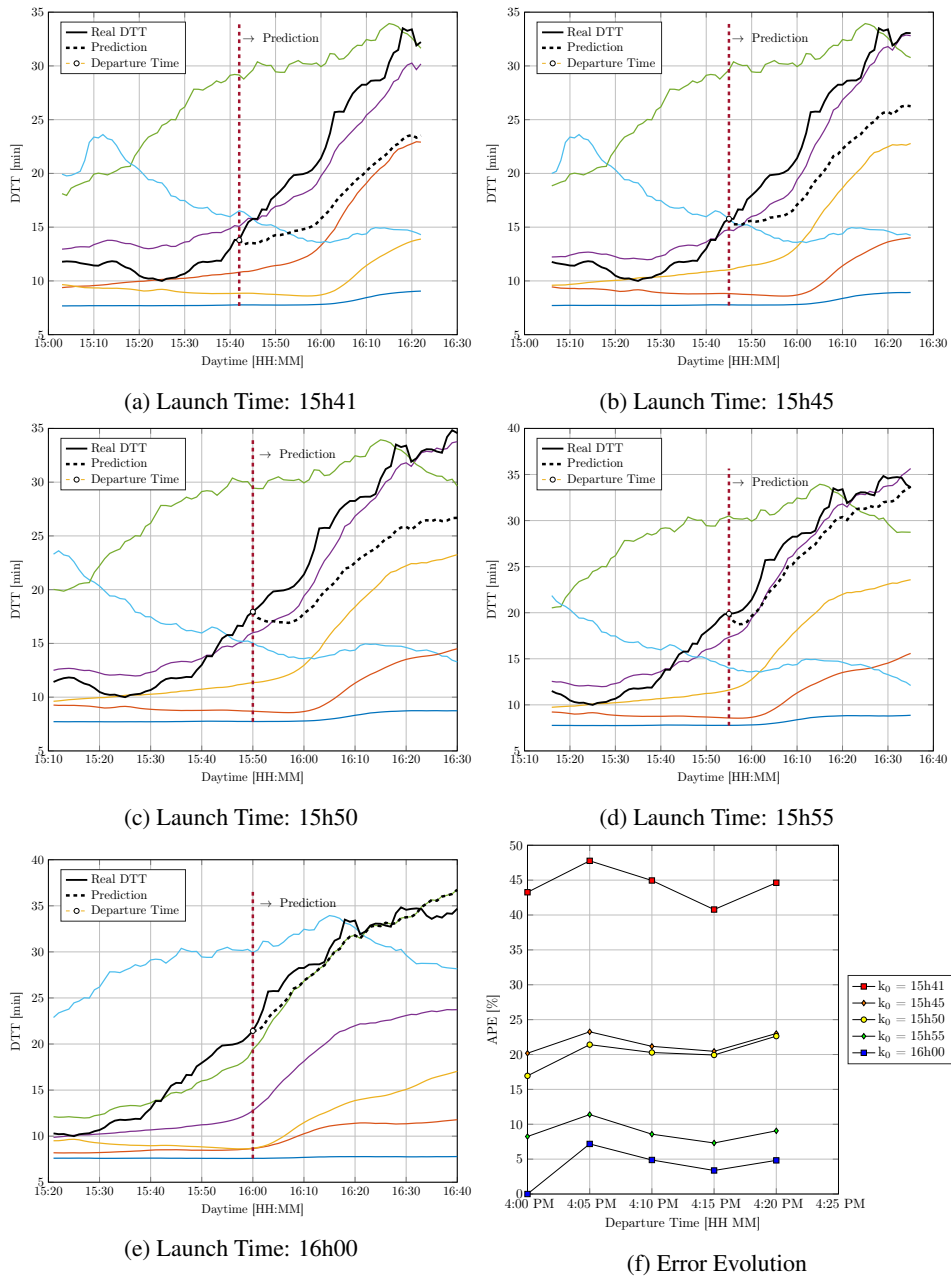 35
30
25
20
15
10
5
DTT [min]
Real DTT
Prediction
Departure Time
→ Prediction
15:00 15:10 15:20 15:30 15:40 15:50 16:00 16:10 16:20 16:30
Daytime [HH:MM]
(a) Launch Time: 15h41
35
30
25
20
15
10
5
DTT [min]
Real DTT
Prediction
Departure Time
→ Prediction
15:00 15:10 15:20 15:30 15:40 15:50 16:00 16:10 16:20 16:30
Daytime [HH:MM]
(b) Launch Time: 15h45
35
30
25
20
15
10
5
DTT [min]
Real DTT
Prediction
Departure Time
→ Prediction
15:10 15:20 15:30 15:40 15:50 16:00 16:10 16:20 16:30
Daytime [HH:MM]
(c) Launch Time: 15h50
40
35
30
25
20
15
10
5
DTT [min]
Real DTT
Prediction
Departure Time
→ Prediction
15:10 15:20 15:30 15:40 15:50 16:00 16:10 16:20 16:30 16:40
Daytime [HH:MM]
(d) Launch Time: 15h55
40
35
30
25
20
15
10
5
DTT [min]
Real DTT
Prediction
Departure Time
→ Prediction
15:20 15:30 15:40 15:50 16:00 16:10 16:20 16:30 16:40
Daytime [HH:MM]
(e) Launch Time: 16h00
50
45
40
35
30
25
20
15
10
5
0
APE [%]
4:00 PM 4:05 PM 4:10 PM 4:15 PM 4:20 PM 4:25 PM
Departure Time [HH MM]
k₀ = 15h41
k₀ = 15h45
k₀ = 15h50
k₀ = 15h55
k₀ = 16h00
(f) Error Evolution